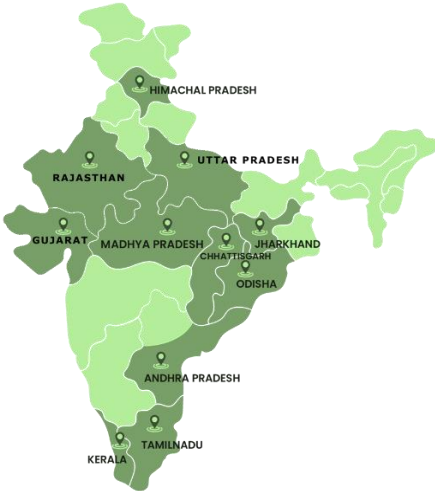 HIMACHAL PRADESH
UTTAR PRADESH
RAJASTHAN
GUJARAT
MADHYA PRADESH
JHARKHAND
CHHATTISGARH
ODISHA
ANDHRA PRADESH
TAMILNADU
KERALA